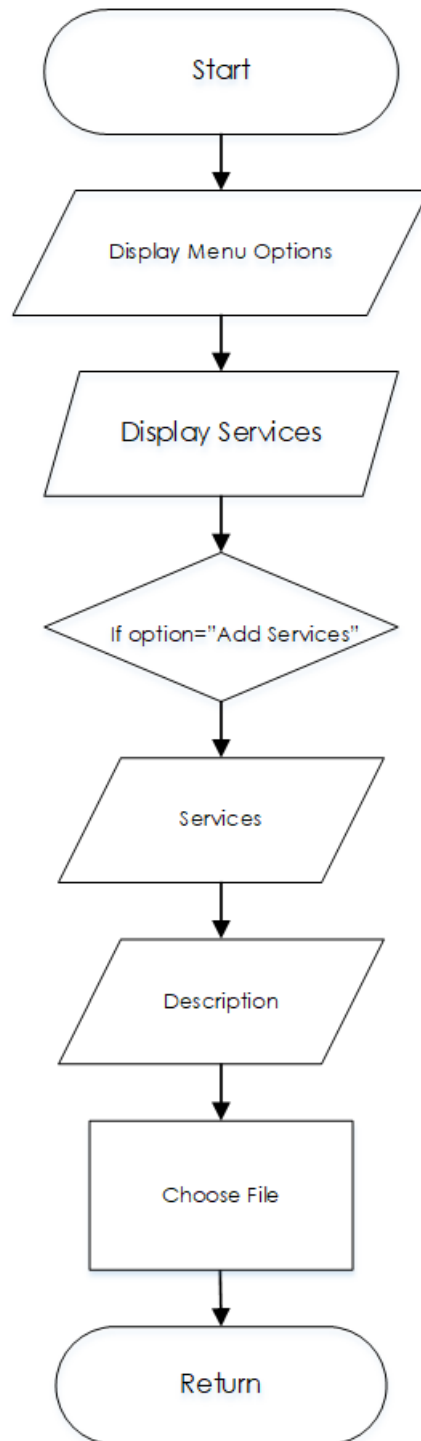 Start
Display Menu Options
Display Services
If option=”Add Services”
Services
Description
Choose File
Return